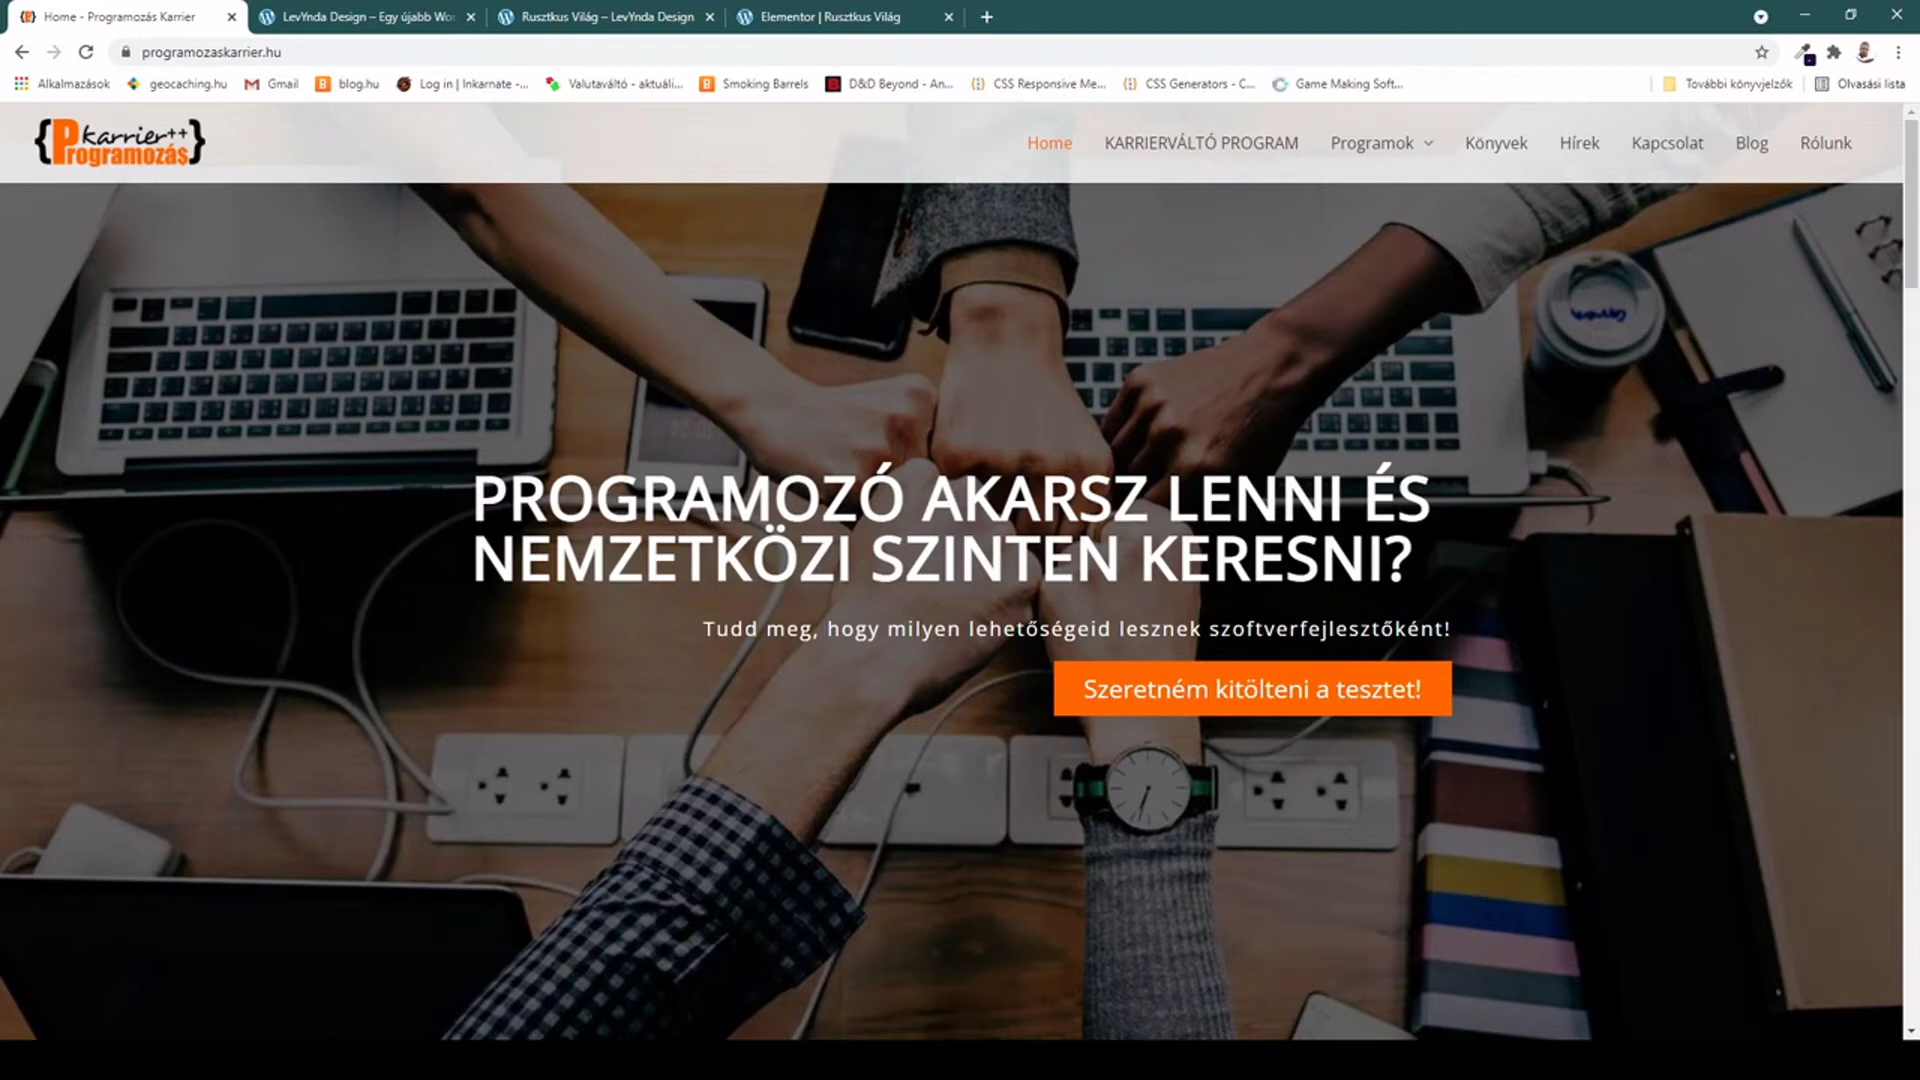 Home - Programozás Karrier
LevYnda Design – Egy újabb Wor
Rusztkus Világ – LevYnda Design
Elementor | Rusztkus Világ
programozaskarrier.hu
Alkalmazások
geocaching.hu
Gmail
blog.hu
Log in | Inkarnate -...
Valutaváltó - aktuáli...
Smoking Barrels
D&D Beyond - An...
CSS Responsive Me...
CSS Generators - C...
Game Making Soft...
További könyvjelzők
Olvasási lista
{Programozás karrier++}
Home
KARRIERVÁLTÓ PROGRAM
Programok
Könyvek
Hírek
Kapcsolat
Blog
Rólunk
PROGRAMOZÓ AKARSZ LENNI ÉS
NEMZETKÖZI SZINTEN KERESNI?
Tudd meg, hogy milyen lehetőségeid lesznek szoftverfejlesztőként!
Szeretném kitölteni a tesztet!